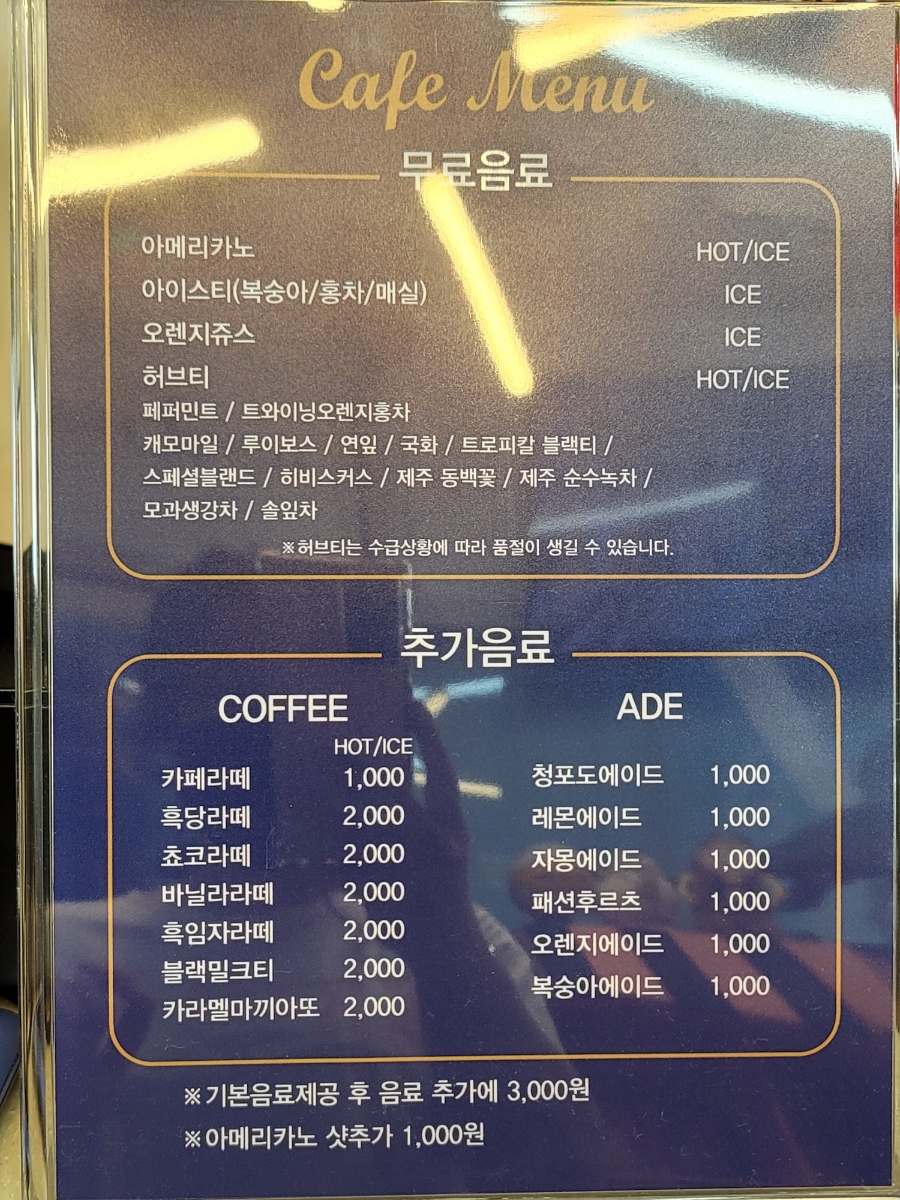 Cafe Menu
무료음료
아메리카노 HOT/ICE
아이스티(복숭아/홍차/매실) ICE
오렌지쥬스 ICE
허브티 HOT/ICE
페퍼민트 / 트와이닝오렌지홍차
캐모마일 / 루이보스 / 연잎 / 국화 / 트로피칼 블랙티 /
스페셜블랜드 / 히비스커스 / 제주 동백꽃 / 제주 순수녹차 /
모과생강차 / 솔잎차
※허브티는 수급상황에 따라 품절이 생길 수 있습니다.
추가음료
COFFEE
HOT/ICE
카페라떼 1,000
흑당라떼 2,000
쵸코라떼 2,000
바닐라라떼 2,000
흑임자라떼 2,000
블랙밀크티 2,000
카라멜마끼아또 2,000
ADE
청포도에이드 1,000
레몬에이드 1,000
자몽에이드 1,000
패션후르츠 1,000
오렌지에이드 1,000
복숭아에이드 1,000
※기본음료제공 후 음료 추가에 3,000원
※아메리카노 샷추가 1,000원